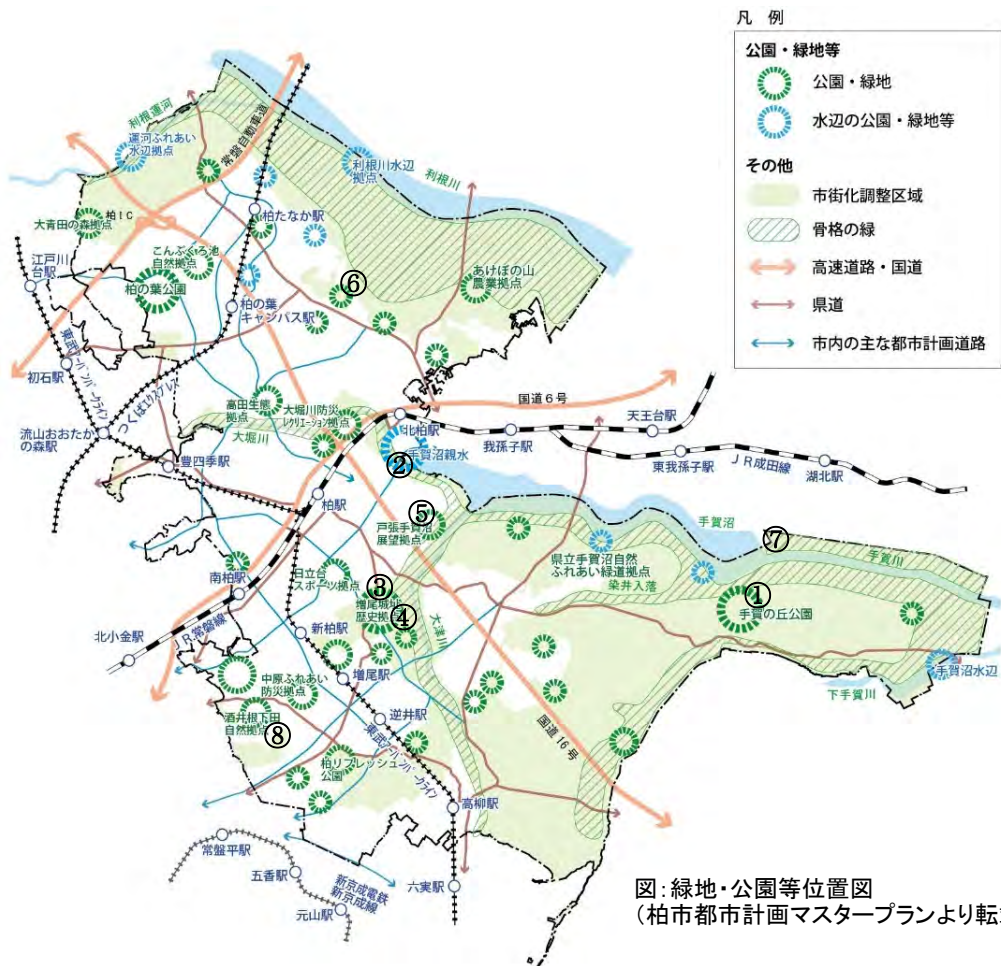 凡 例
公園・緑地等
公園・緑地
水辺の公園・緑地等
その他
市街化調整区域
骨格の緑
高速道路・国道
県道
市内の主な都市計画道路
利根運河
運河ふれあい
水辺拠点
常磐自動車道
利根川水辺
拠点
利根川
大青田の森拠点
柏IC
柏たなか駅
江戸川
台駅
こんぶくろ池
自然拠点
柏の葉公園
⑥
あけぼの山
農業拠点
柏の葉
キャンパス駅
東武アーバンパークライン
初石駅
つくばエクスプレス
流山おおたか
の森駅
高田生態
拠点
大堀川防災
レクリエーション拠点
大堀川
豊四季駅
国道6号
北柏駅
天王台駅
我孫子駅
東我孫子駅
JR成田線
湖北駅
②
手賀沼親水
柏駅
⑤
戸張手賀沼
展望拠点
手賀沼
⑦
手賀川
県立手賀沼自然
ふれあい緑道拠点
染井入落
南柏駅
日立台
スポーツ拠点
③
増尾城址
歴史拠点
④
大津川
①
手賀の丘公園
北小金駅
JR常磐線
新柏駅
増尾駅
手賀沼水辺
下手賀川
中原ふれあい
防災拠点
酒井根下田
自然拠点
⑧
逆井駅
東武アーバンパークライン
国道16号
柏リフレッシュ
公園
高柳駅
常盤平駅
五香駅
新京成電鉄
新京成線
元山駅
六実駅
図:緑地・公園等位置図
(柏市都市計画マスタープランより転